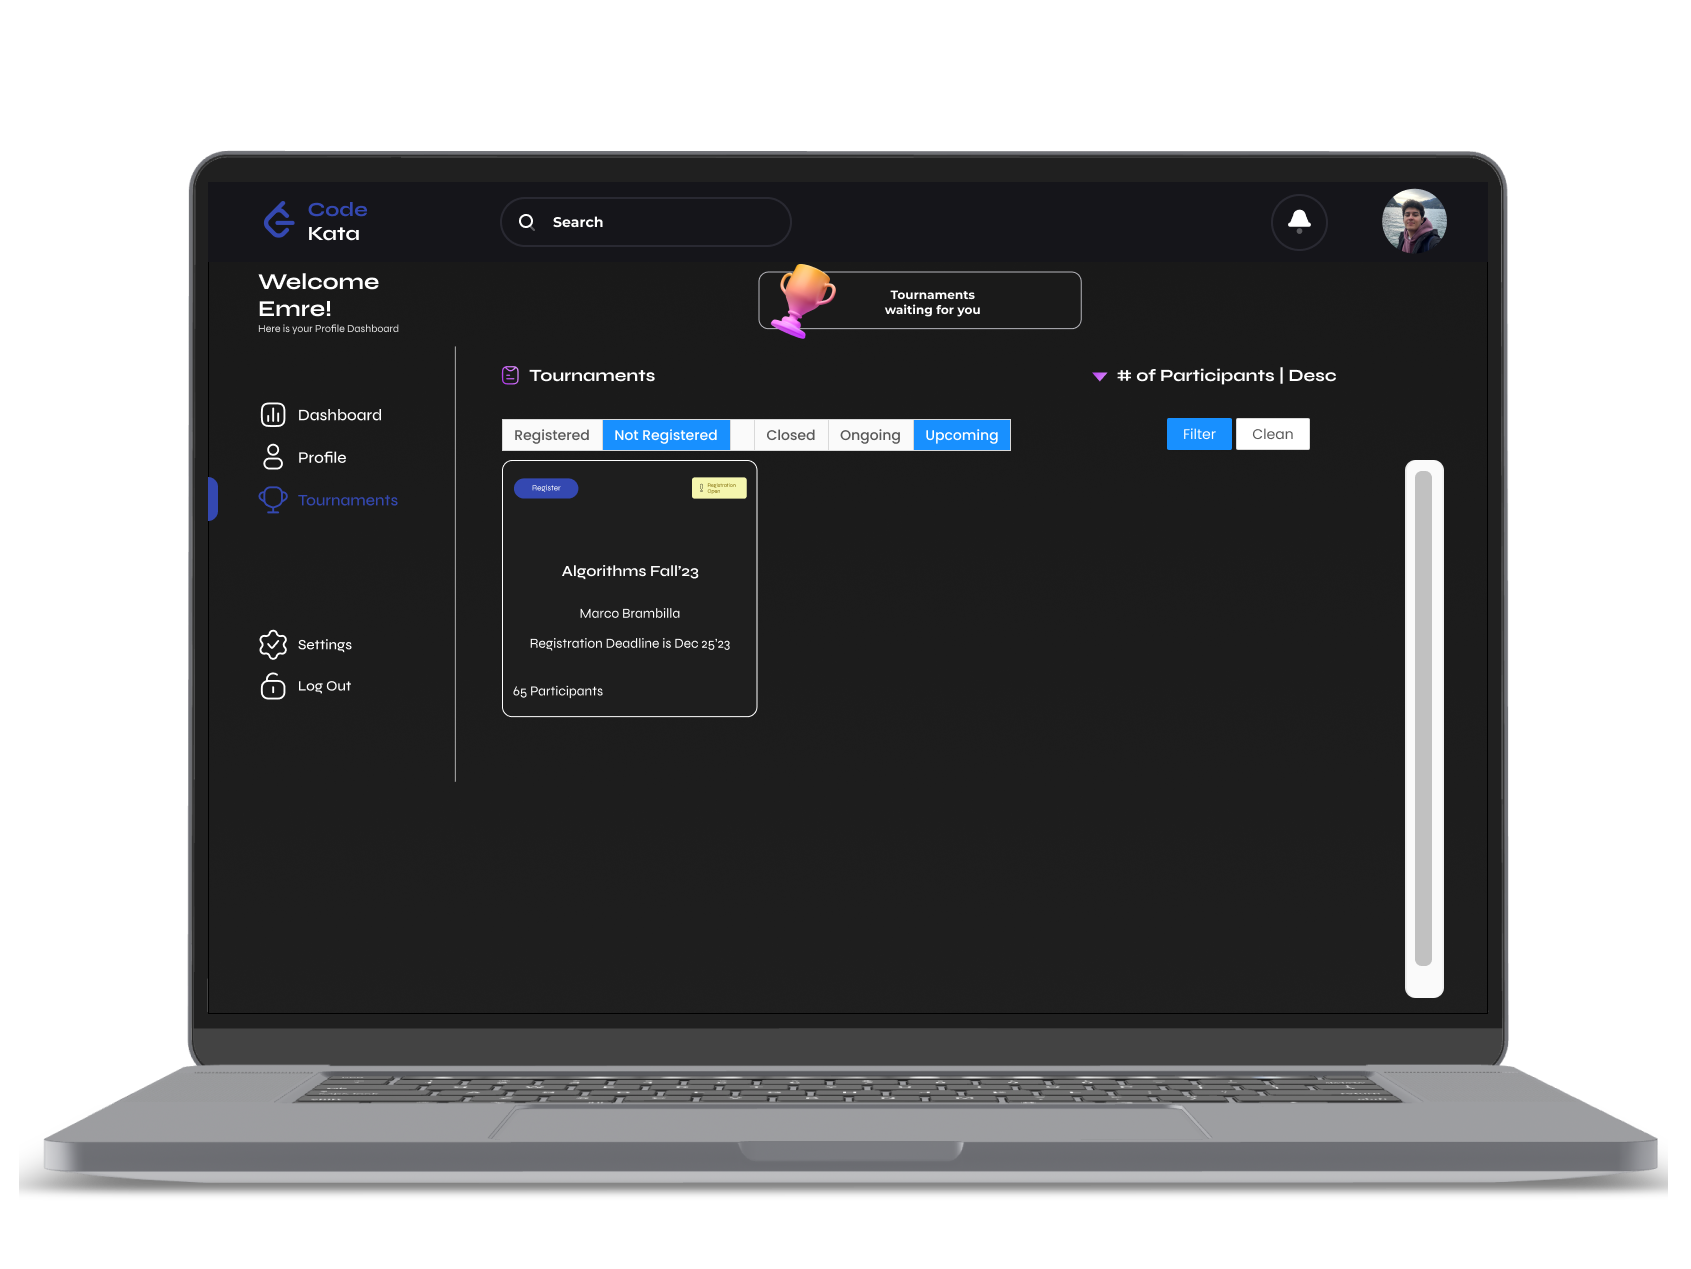 Code
Kata
Search
Welcome
Emre!
Here is your Profile Dashboard
Tournaments
waiting for you
Tournaments
# of Participants | Desc
Dashboard
Profile
Tournaments
Settings
Log Out
Registered
Not Registered
Closed
Ongoing
Upcoming
Filter
Clean
Register
Registration
Open
Algorithms Fall'23
Marco Brambilla
Registration Deadline is Dec 25'23
65 Participants